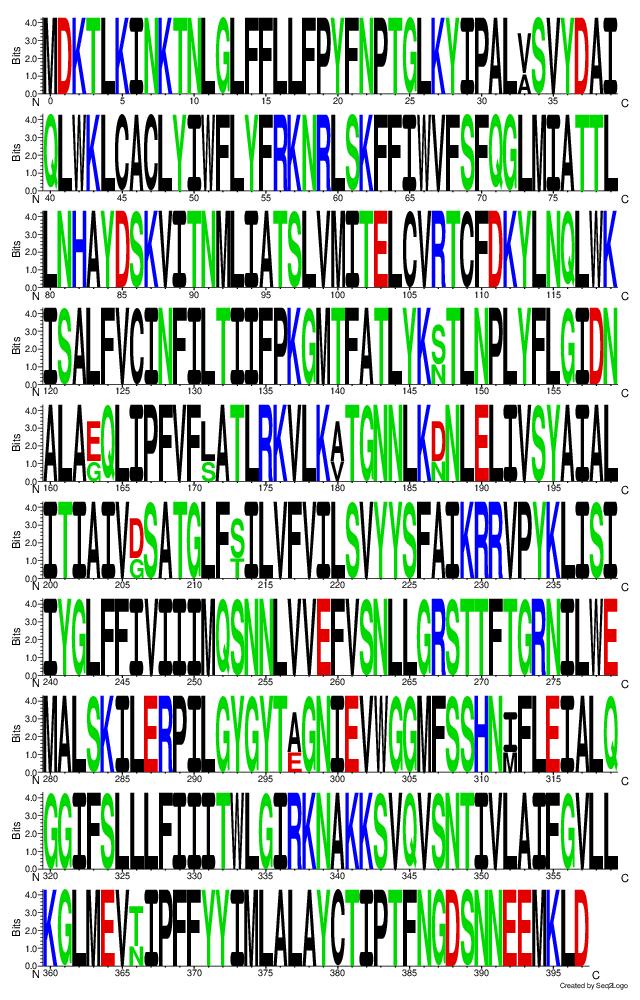 4.0
3.0
2.0
1.0
0.0
Bits
MDKTLKINKTNLGLFFLLFPYFNPTGLKYIPALVSVYDAI
A
N 0 5 10 15 20 25 30 35 C
4.0
3.0
2.0
1.0
0.0
Bits
QLWKLCACLYIWFLYFRKNRLSKFFIWVFSFQGLMIATTL
N 40 45 50 55 60 65 70 75 C
4.0
3.0
2.0
1.0
0.0
Bits
LNHAYDSKVITNMLIATSLVMITELCVRTCFDKYLNQLWK
N 80 85 90 95 100 105 110 115 C
4.0
3.0
2.0
1.0
0.0
Bits
ISALFVCINFILTIIFPKGMTFATLYKSTLNPLYFLGIDN
N
N 120 125 130 135 140 145 150 155 C
4.0
3.0
2.0
1.0
0.0
Bits
ALAEQLIPFVFLATLRKVLKATGNNLKDNLELIVSYAIAL
G S V N
N 160 165 170 175 180 185 190 195 C
4.0
3.0
2.0
1.0
0.0
Bits
ITIAIVDSATGLFSILVFVILSVYYSFAIKRRVPYKLISI
G T
N 200 205 210 215 220 225 230 235 C
4.0
3.0
2.0
1.0
0.0
Bits
IYGLFFIVIIIMQSNNLVVEFVSNLLGRSTTFTGRNILWE
N 240 245 250 255 260 265 270 275 C
4.0
3.0
2.0
1.0
0.0
Bits
MALSKILERPILGYGYTAGNIEVWGGMFSSHNIFLEIALQ
E M
N 280 285 290 295 300 305 310 315 C
4.0
3.0
2.0
1.0
0.0
Bits
GGIFSLLLFIIITWLGIRKNAKKSVQVSNTIVLAIFGVLL
N 320 325 330 335 340 345 350 355 C
4.0
3.0
2.0
1.0
0.0
Bits
KGLMEVTIPFFYYIMLALAYCTIPTFNGDSNNEEMKLD
N
N 360 365 370 375 380 385 390 395 C
Created by Seq2Logo